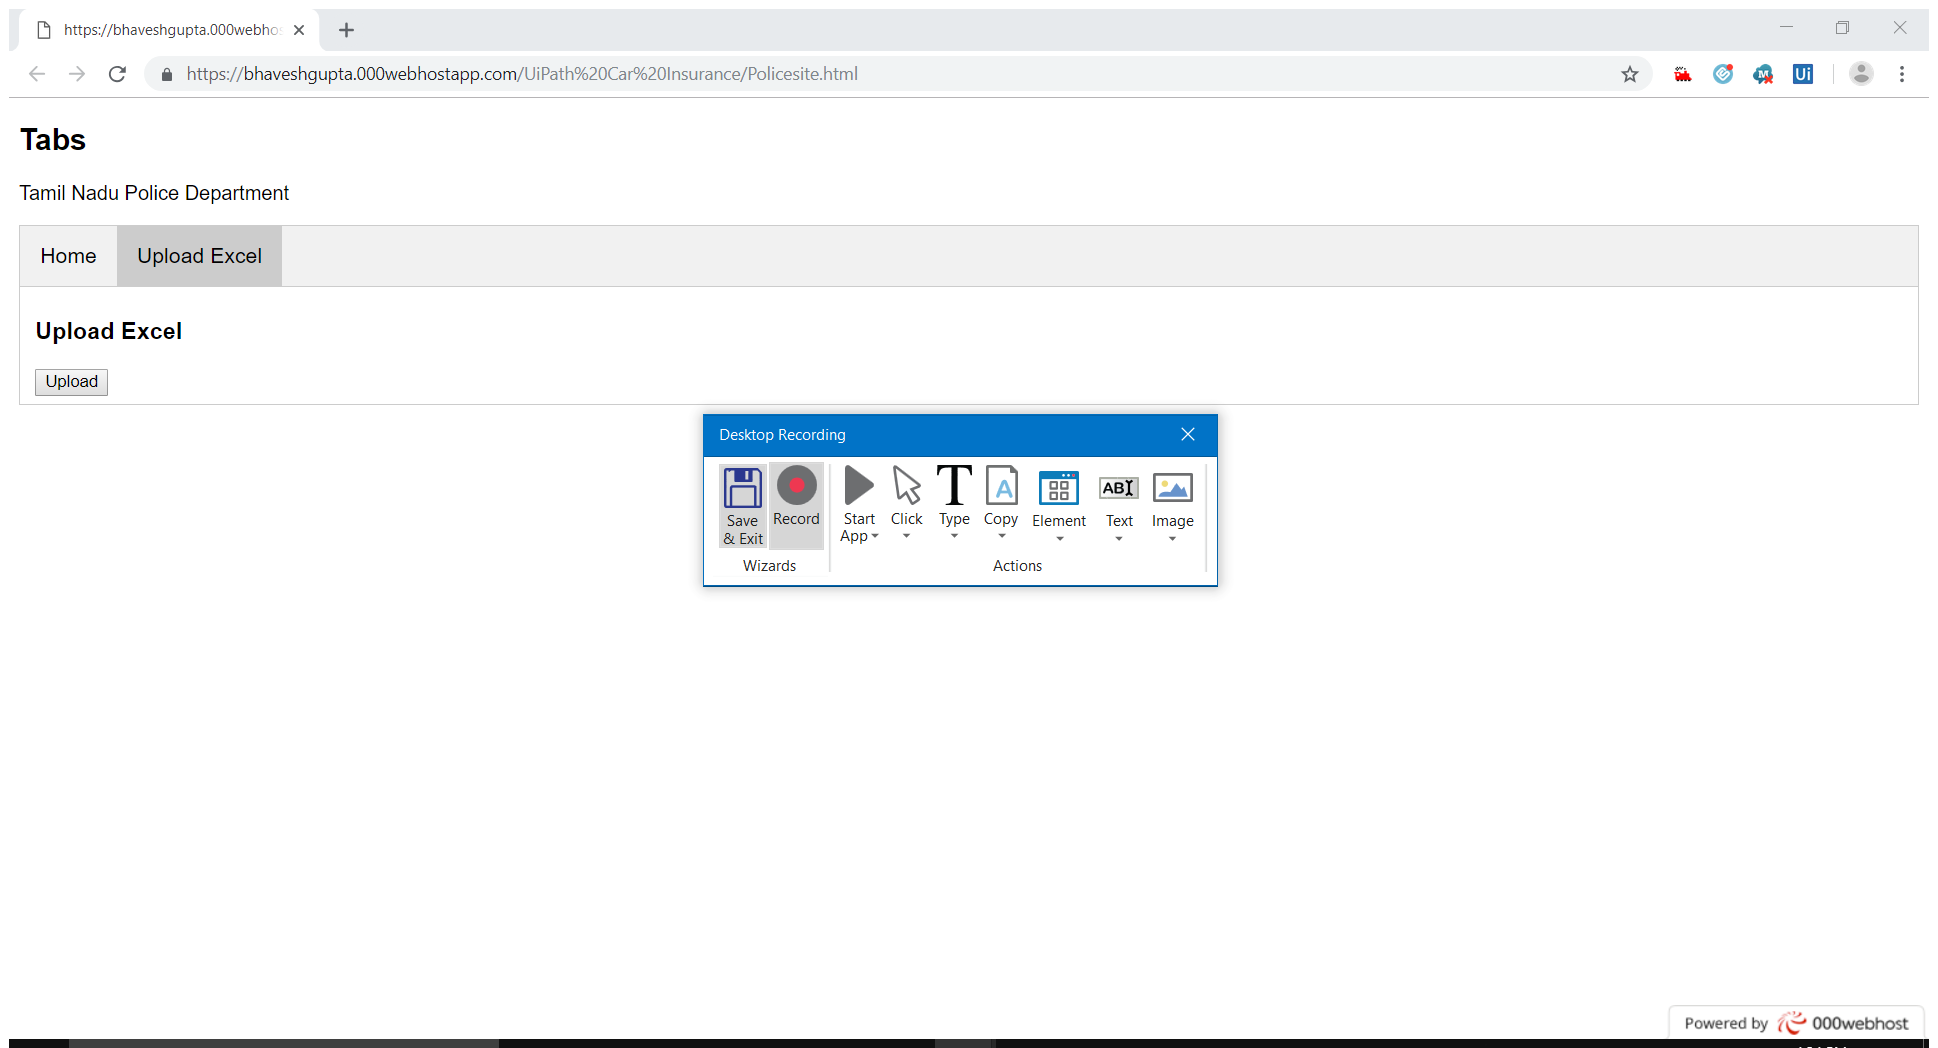 https://bhaveshgupta.000webhos
https://bhaveshgupta.000webhostapp.com/UiPath%20Car%20Insurance/Policesite.html
M
Ui
Tabs
Tamil Nadu Police Department
Home Upload Excel
Upload Excel
Upload
Desktop Recording
T A ABI
Save & Exit
Record
Start App
Click
Type
Copy
Element
Text
Image
Wizards
Actions
Powered by 000webhost